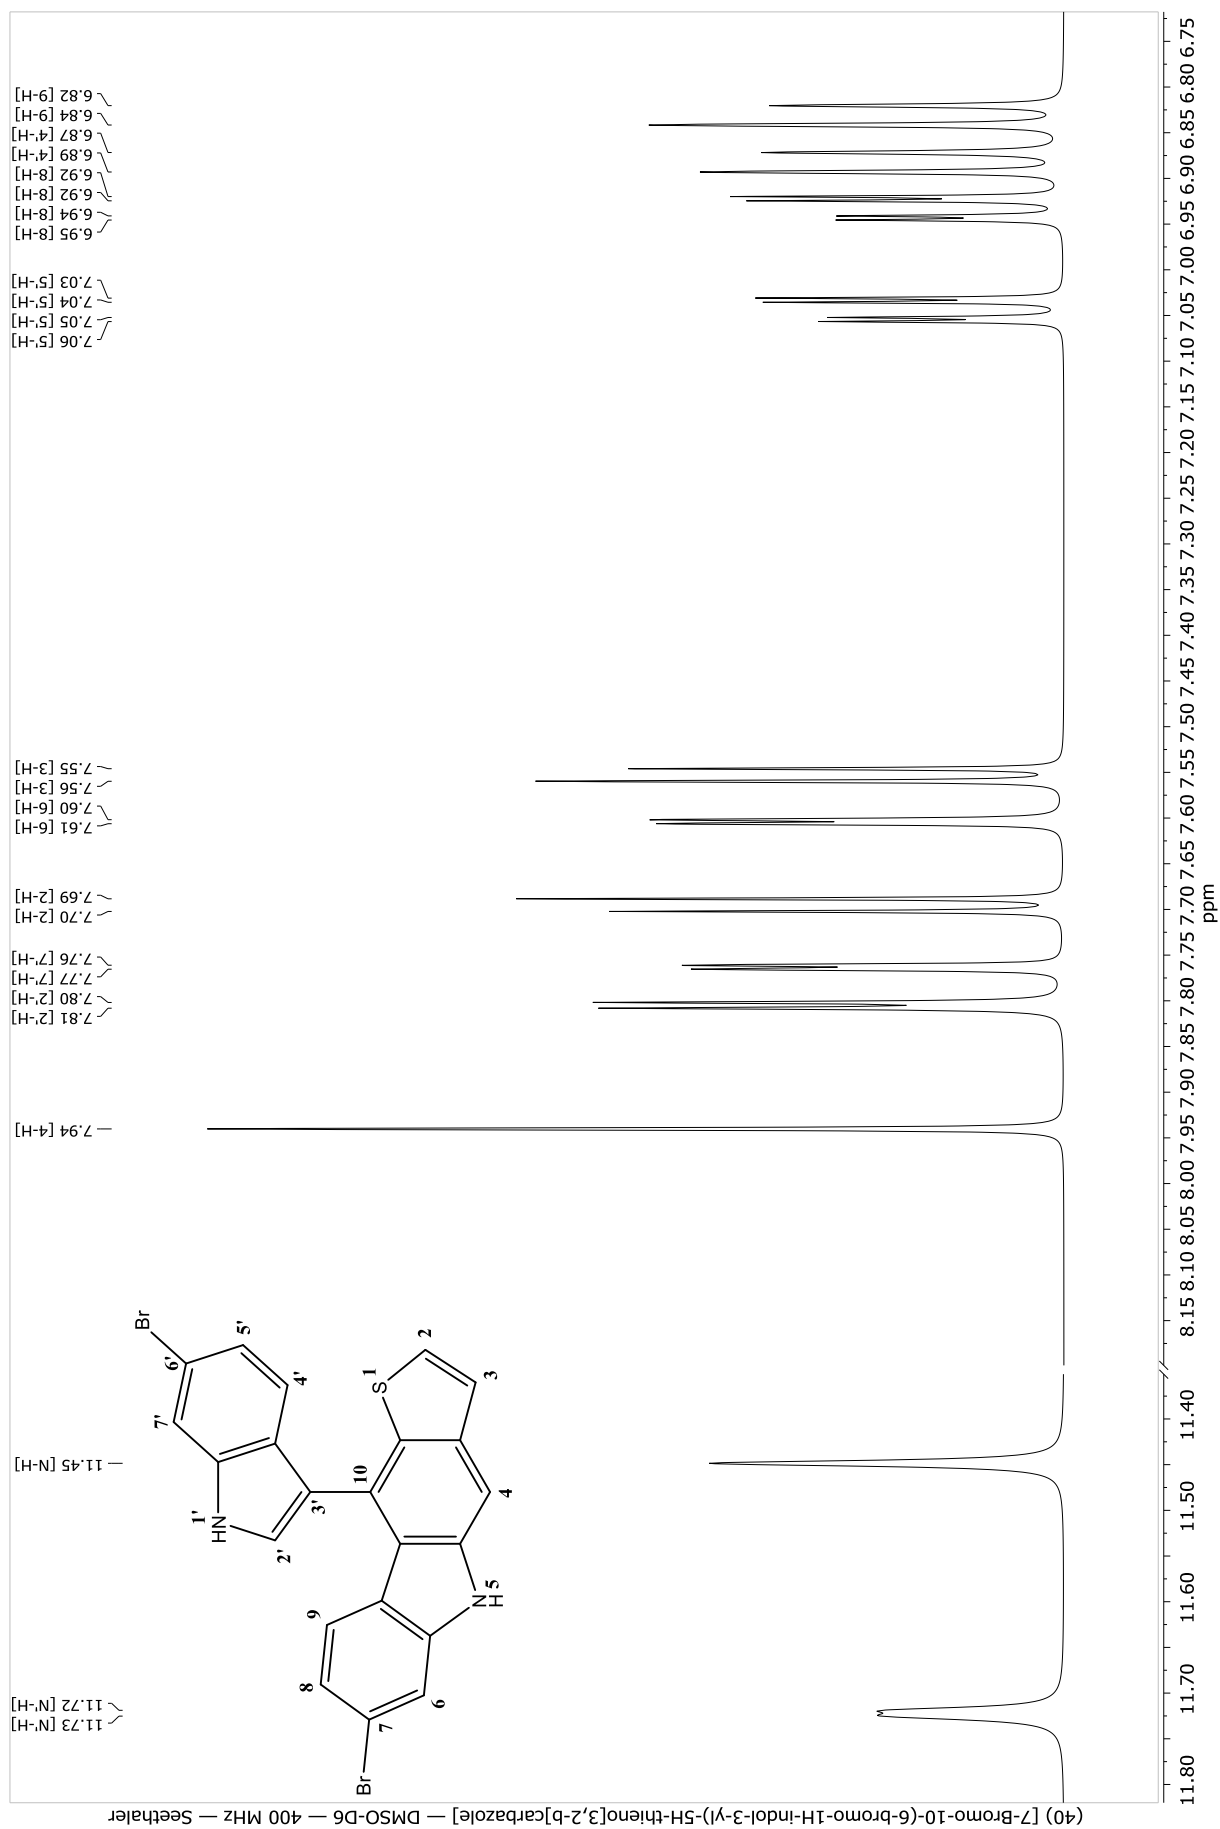 (40) [7-Bromo-10-(6-bromo-1H-indol-3-yl)-5H-thieno[3,2-b]carbazole] — DMSO-D6 — 400 MHz — Seethaler
11.73 [N'-H]
11.72 [N'-H]
11.45 [N-H]
7.94 [4-H]
7.81 [2'-H]
7.80 [2'-H]
7.77 [7'-H]
7.76 [7'-H]
7.70 [2-H]
7.69 [2-H]
7.61 [6-H]
7.60 [6-H]
7.56 [3-H]
7.55 [3-H]
7.06 [5'-H]
7.05 [5'-H]
7.04 [5'-H]
7.03 [5'-H]
6.95 [8-H]
6.94 [8-H]
6.92 [8-H]
6.92 [8-H]
6.89 [4'-H]
6.87 [4'-H]
6.84 [9-H]
6.82 [9-H]
Br
6'
5'
7'
4'
1'
HN
2'
3'
10
S
1
2
3
4
9
8
7
6
N
H
5
Br
11.80 11.70 11.60 11.50 11.40 8.15 8.10 8.05 8.00 7.95 7.90 7.85 7.80 7.75 7.70 7.65 7.60 7.55 7.50 7.45 7.40 7.35 7.30 7.25 7.20 7.15 7.10 7.05 7.00 6.95 6.90 6.85 6.80 6.75
ppm